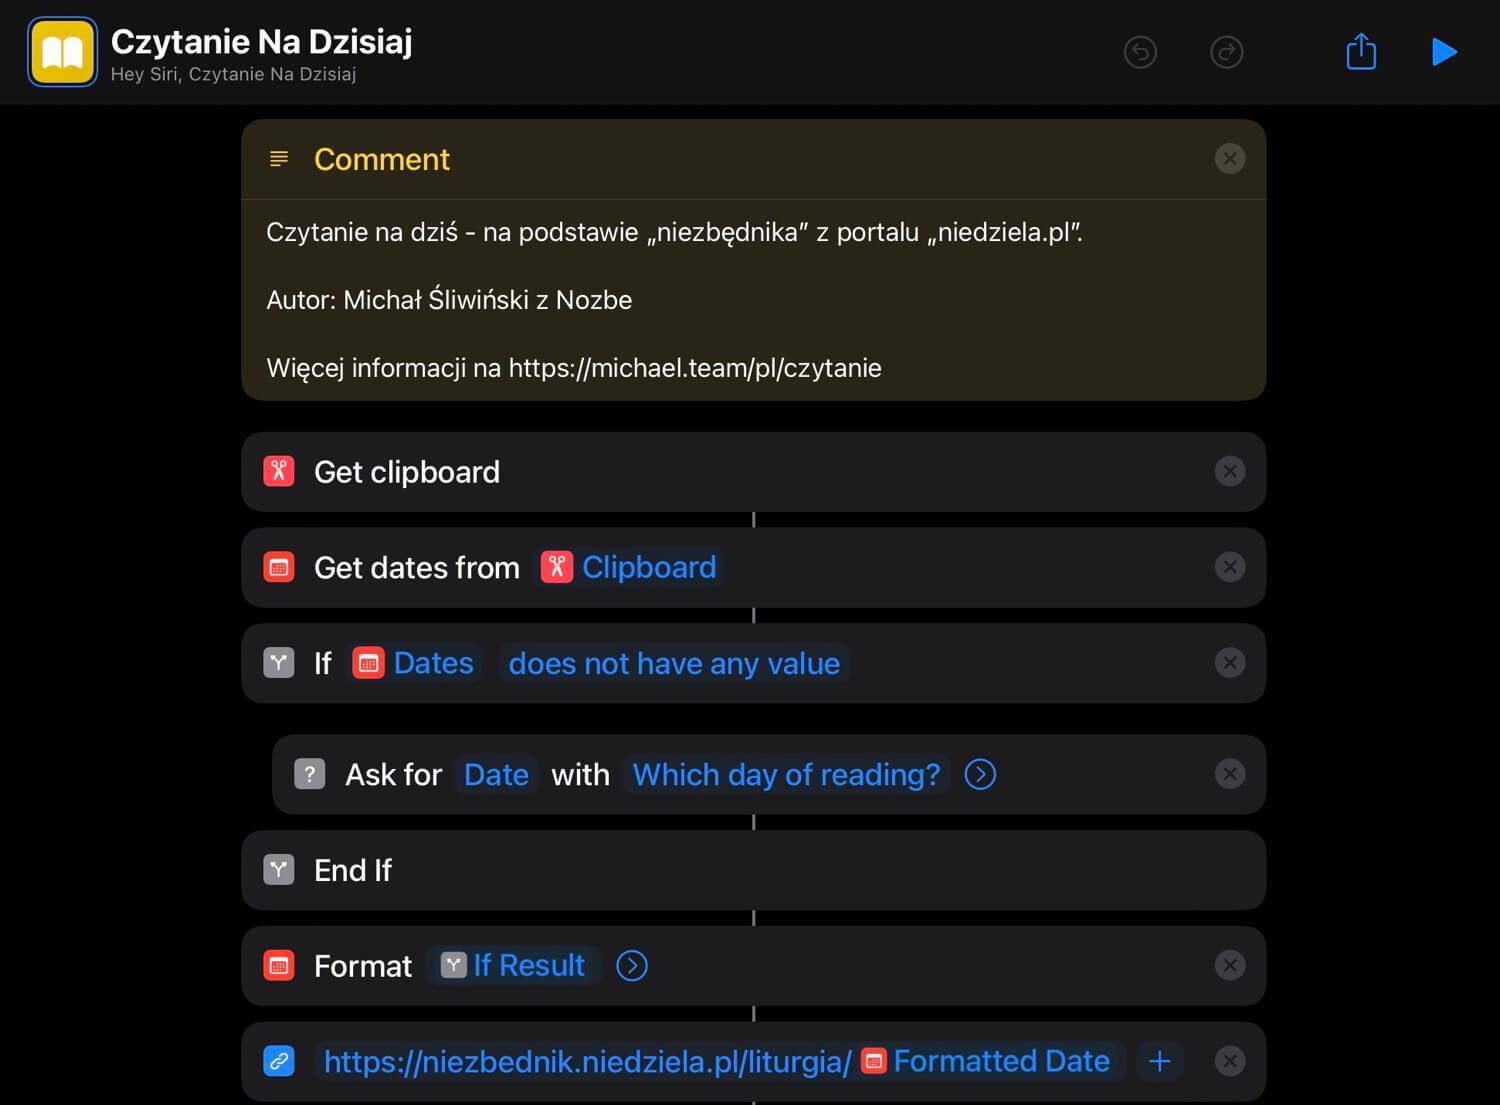 Czytanie Na Dzisiaj
Hey Siri, Czytanie Na Dzisiaj
Comment
Czytanie na dziś - na podstawie „niezbędnika” z portalu „niedziela.pl”.
Autor: Michał Śliwiński z Nozbe
Więcej informacji na https://michael.team/pl/czytanie
Get clipboard
Get dates from Clipboard
If Dates does not have any value
Ask for Date with Which day of reading?
End If
Format If Result
https://niezbednik.niedziela.pl/liturgia/ Formatted Date